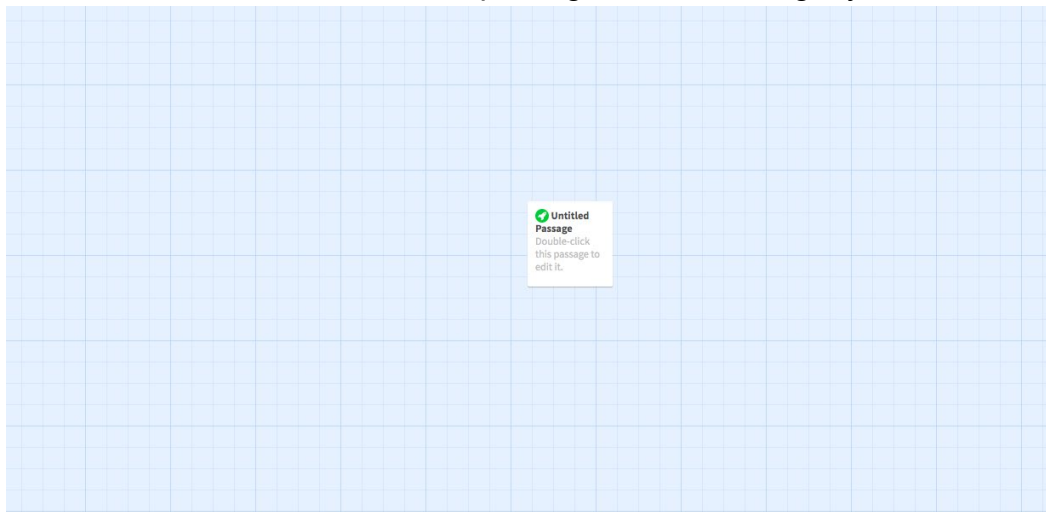 Untitled
Passage
Double-click
this passage to
edit it.